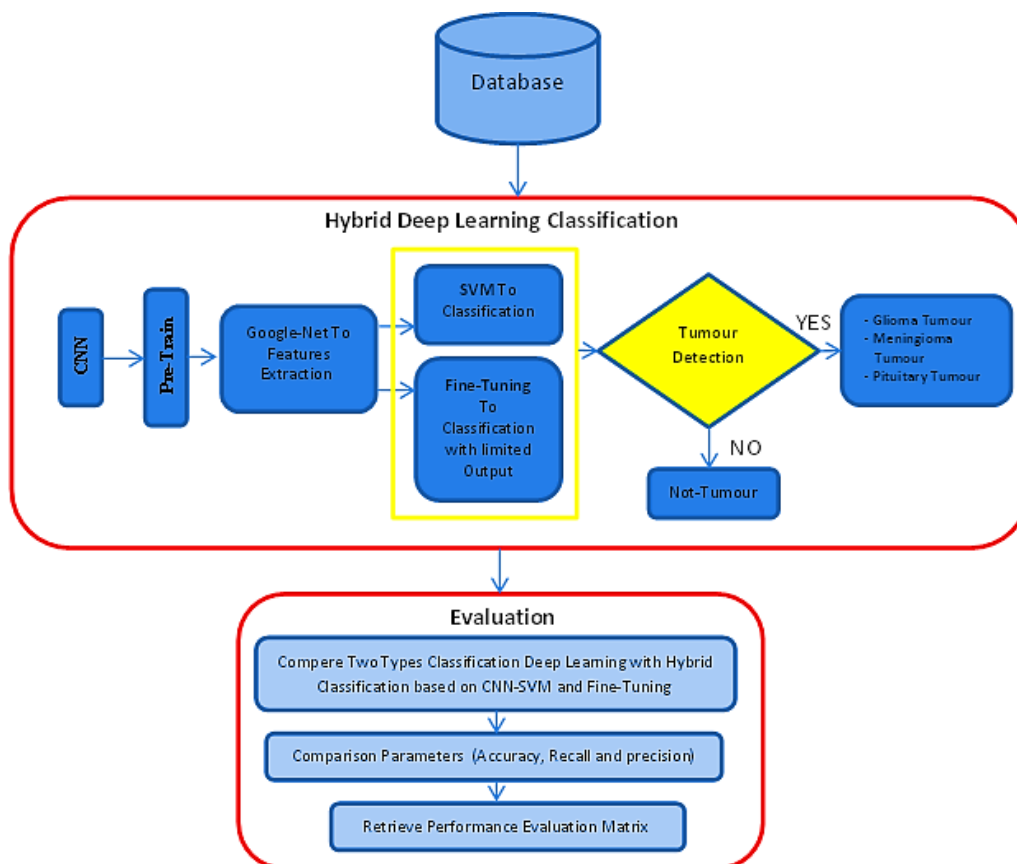 Database
Hybrid Deep Learning Classification
CNN
Pre-Train
Google-Net To
Features
Extraction
SVM To
Classification
Fine-Tuning
To
Classification
with limited
Output
Tumour
Detection
YES
- Glioma Tumour
- Meningioma
Tumour
- Pituitary Tumour
NO
Not-Tumour
Evaluation
Compere Two Types Classification Deep Learning with Hybrid
Classification based on CNN-SVM and Fine-Tuning
Comparison Parameters (Accuracy, Recall and precision)
Retrieve Performance Evaluation Matrix